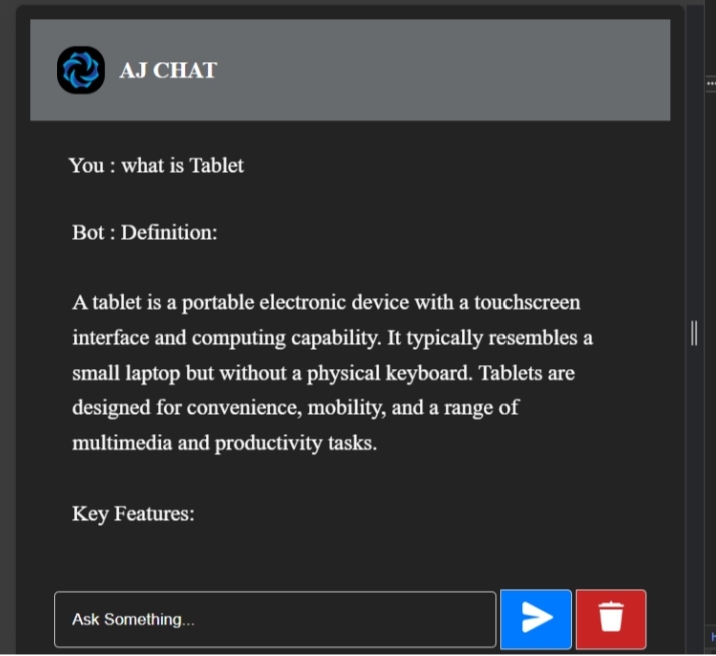 AJ CHAT
You : what is Tablet
Bot : Definition:
A tablet is a portable electronic device with a touchscreen
interface and computing capability. It typically resembles a
small laptop but without a physical keyboard. Tablets are
designed for convenience, mobility, and a range of
multimedia and productivity tasks.
Key Features:
Ask Something...